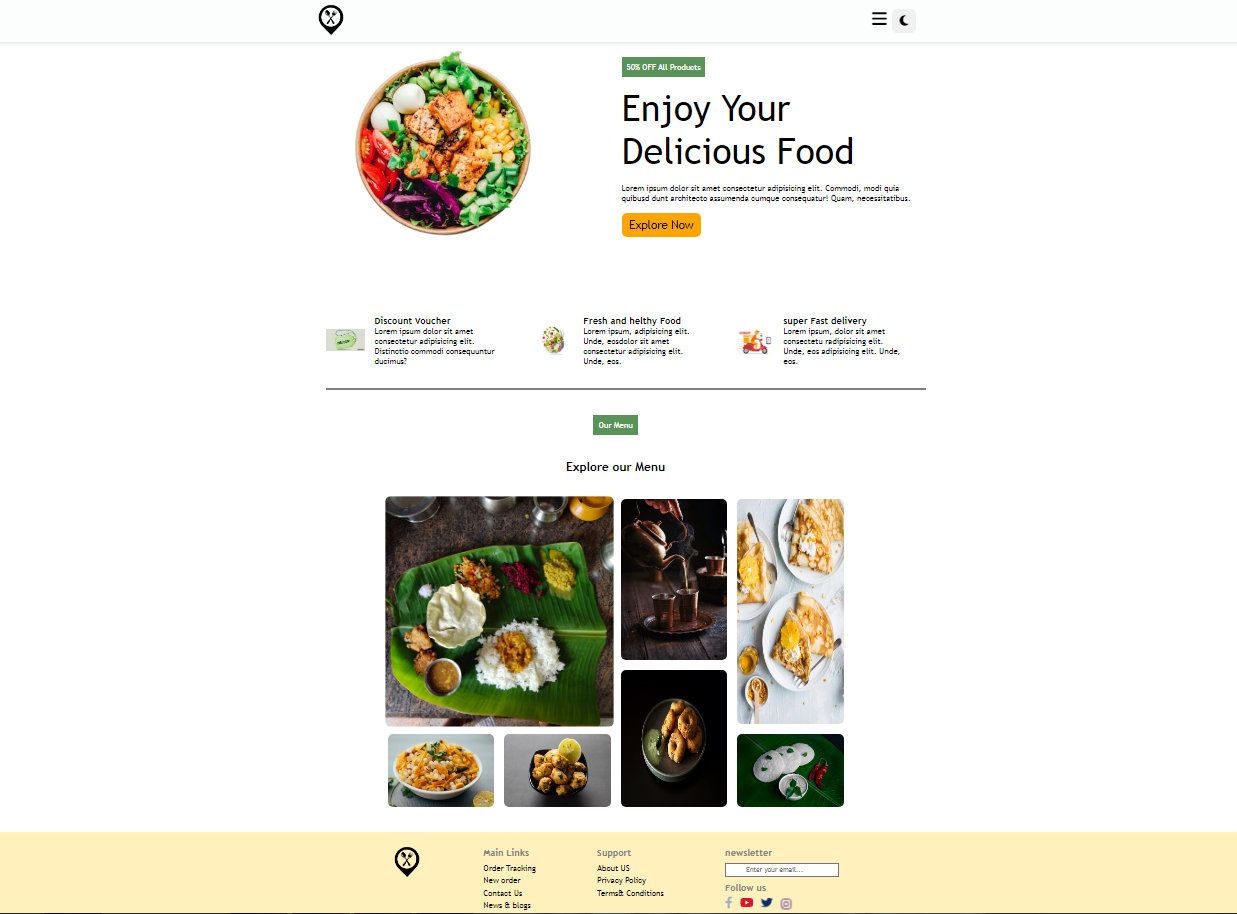 50% OFF All Products
Enjoy Your
Delicious Food
Lorem ipsum dolor sit amet consectetur adipisicing elit. Commodi, modi quia
quibusd dunt architecto assumenda cumque consequatur! Quam, necessitatibus.
Explore Now
Discount Voucher
Lorem ipsum dolor sit amet
consectetur adipisicing elit.
Distinctio commodi consequuntur
ducimus?
Fresh and helthy Food
Lorem ipsum, adipisicing elit.
Unde, eosdolor sit amet
consectetur adipisicing elit.
Unde, eos.
super Fast delivery
Lorem ipsum, dolor sit amet
consectetu radipisicing elit.
Unde, eos adipisicing elit. Unde,
eos.
Our Menu
Explore our Menu
Main Links
Order Tracking
New order
Contact Us
News & blogs
Support
About US
Privacy Policy
Terms& Conditions
newsletter
Enter your email...
Follow us